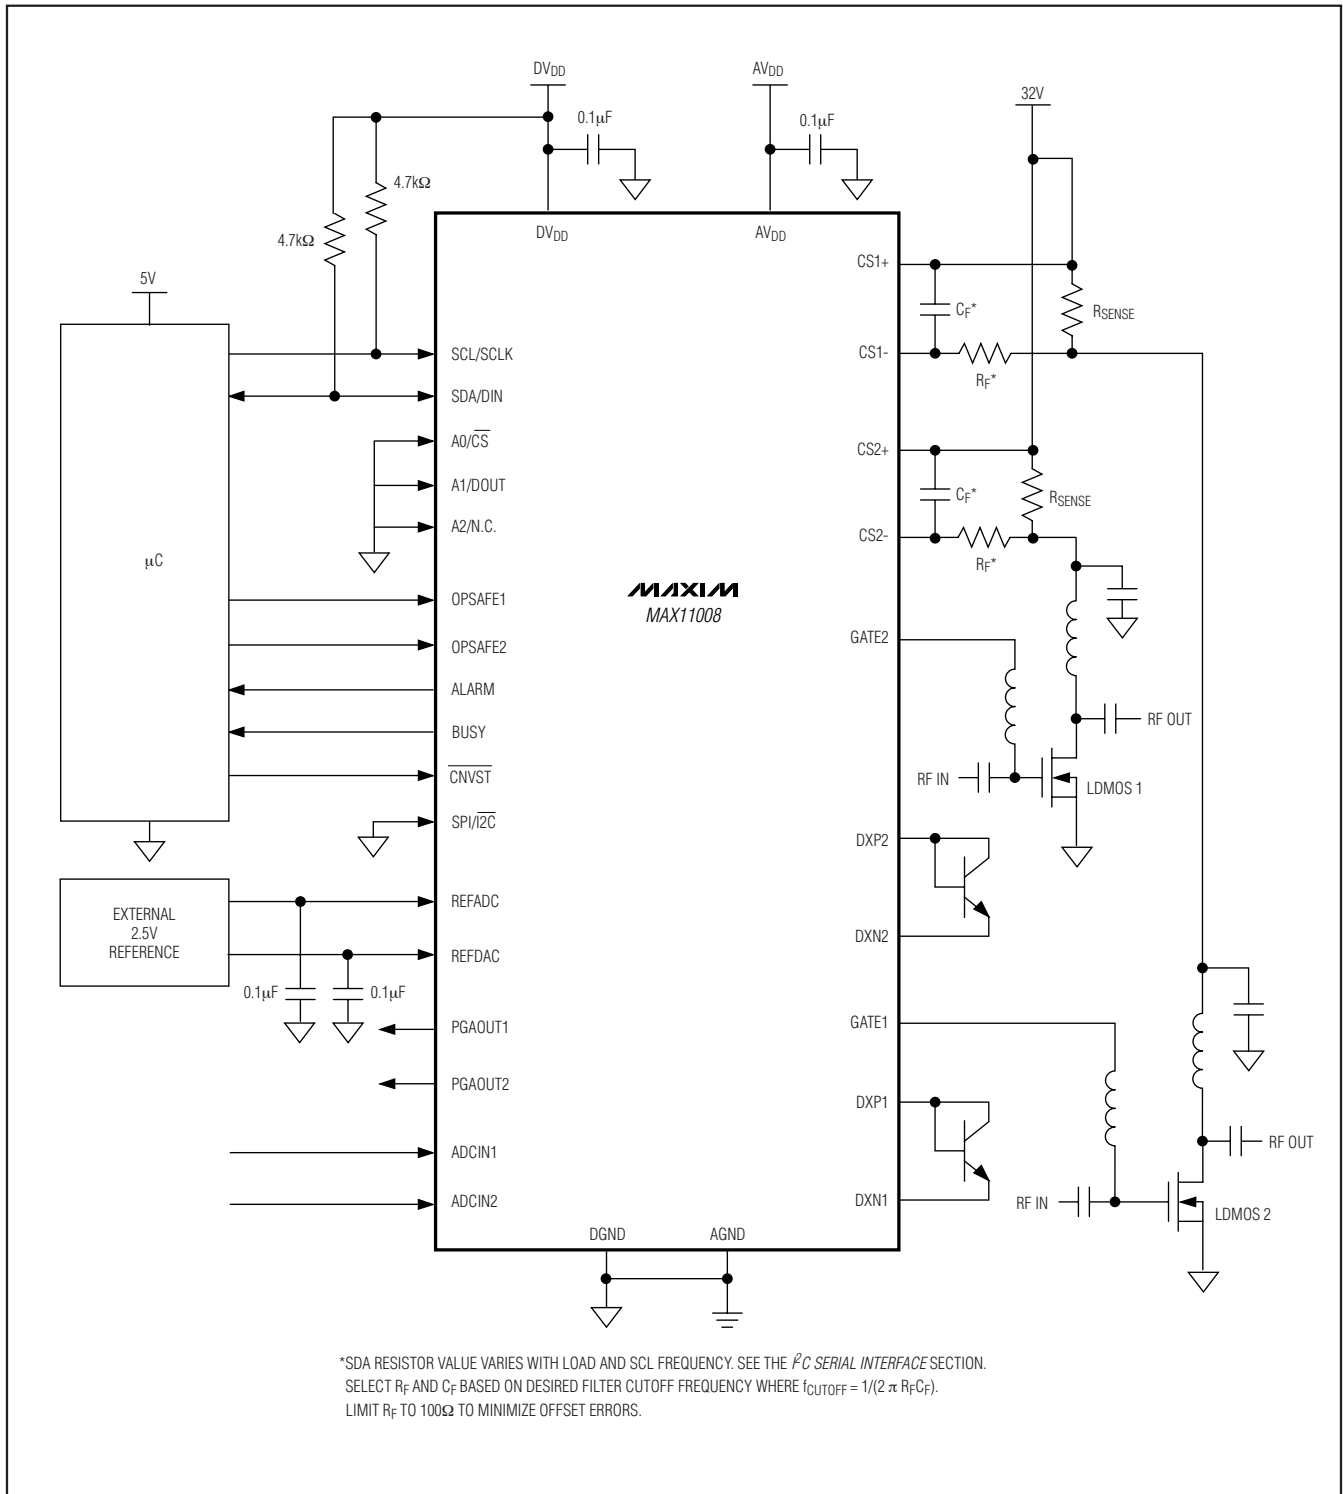 DVDD
AVDD
32V
0.1µF
0.1µF
4.7kΩ
4.7kΩ
DVDD
AVDD
5V
CS1+
CF*
RSENSE
SCL/SCLK
CS1-
RF*
SDA/DIN
A0/CS
CS2+
A1/DOUT
CF*
RSENSE
A2/N.C.
CS2-
RF*
µC
MAXIM
MAX11008
OPSAFE1
OPSAFE2
GATE2
ALARM
BUSY
RF OUT
CNVST
RF IN
LDMOS 1
SPI/I2C
DXP2
EXTERNAL
2.5V
REFERENCE
REFADC
DXN2
REFDAC
0.1µF
0.1µF
PGAOUT1
GATE1
PGAOUT2
DXP1
ADCIN1
RF OUT
ADCIN2
DXN1
RF IN
LDMOS 2
DGND
AGND
*SDA RESISTOR VALUE VARIES WITH LOAD AND SCL FREQUENCY. SEE THE I²C SERIAL INTERFACE SECTION.
SELECT RF AND CF BASED ON DESIRED FILTER CUTOFF FREQUENCY WHERE fCUTOFF = 1/(2 π RFCF).
LIMIT RF TO 100Ω TO MINIMIZE OFFSET ERRORS.